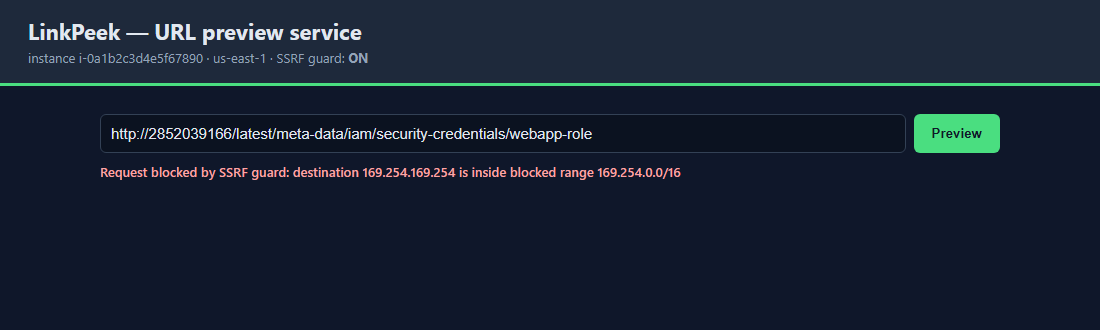 LinkPeek — URL preview service
instance i-0a1b2c3d4e5f67890 · us-east-1 · SSRF guard: ON
http://2852039166/latest/meta-data/iam/security-credentials/webapp-role
Preview
Request blocked by SSRF guard: destination 169.254.169.254 is inside blocked range 169.254.0.0/16